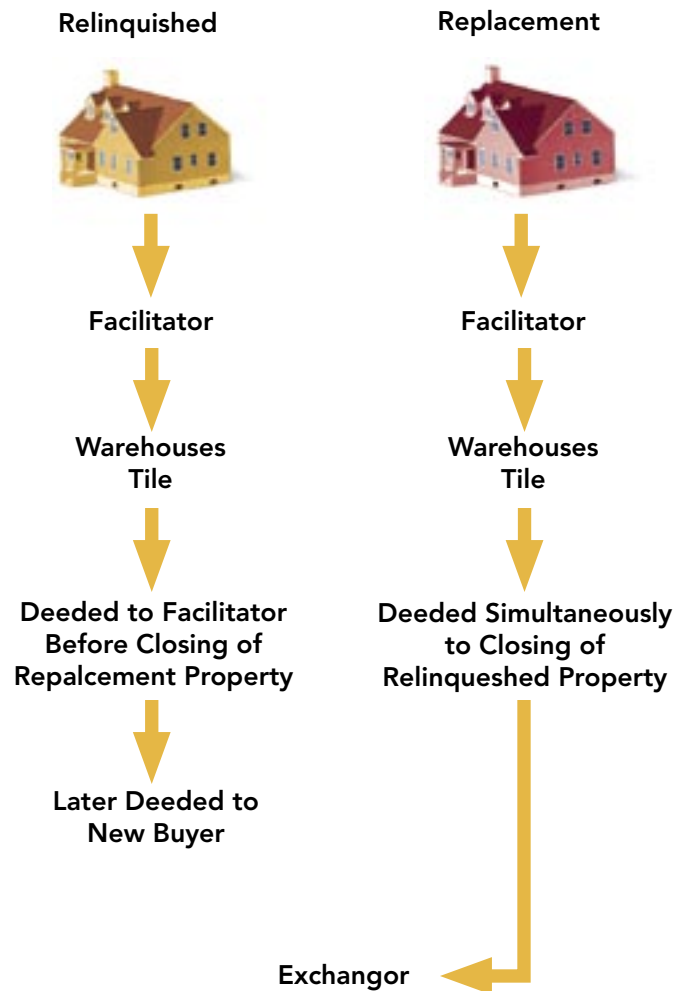 Relinquished
Facilitator
Warehouses
Tile
Deeded to Facilitator
Before Closing of
Repalcement Property
Later Deeded to
New Buyer
Replacement
Facilitator
Warehouses
Tile
Deeded Simultaneously
to Closing of
Relinqueshed Property
Exchangor